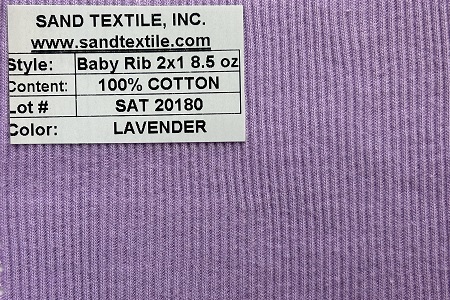 SAND TEXTILE, INC.
www.sandtextile.com
Style: Baby Rib 2x1 8.5 oz
Content: 100% COTTON
Lot # SAT 20180
Color: LAVENDER